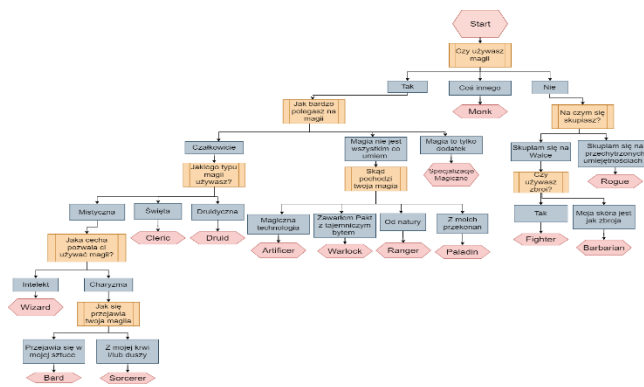 Start
Czy używasz
magii
Tak
Coś innego
Nie
Jak bardzo
polegasz na
magii
Monk
Na czym się
skupiasz?
Czałkowicie
Magia nie jest
wszystkim co
umiem
Magia to tylko
dodatek
Skupiam się na
Walce
Skupiam się na
przechytrzonych
umiejętnościach
Jakiego typu
magii
używasz?
Skąd
pochodzi
twoja magia
Specjalizacje
Magiczne
Czy używasz
zbroi?
Rogue
Mistyczna
Święta
Druidyczna
Magiczna
technologia
Zawarłem Pakt
z tajemniczym
bytem
Od natury
Z moich
przekonań
Tak
Moja skóra jest
jak zbroja
Jaka cecha
pozwala ci
używać magii?
Cleric
Druid
Artificer
Warlock
Ranger
Paladin
Fighter
Barbarian
Intelekt
Charyzma
Wizard
Jak się
przejawia
twoja magiia
Przejawia się w
mojej sztuce
Z mojej krwi
i/lub duszy
Bard
Sorcerer